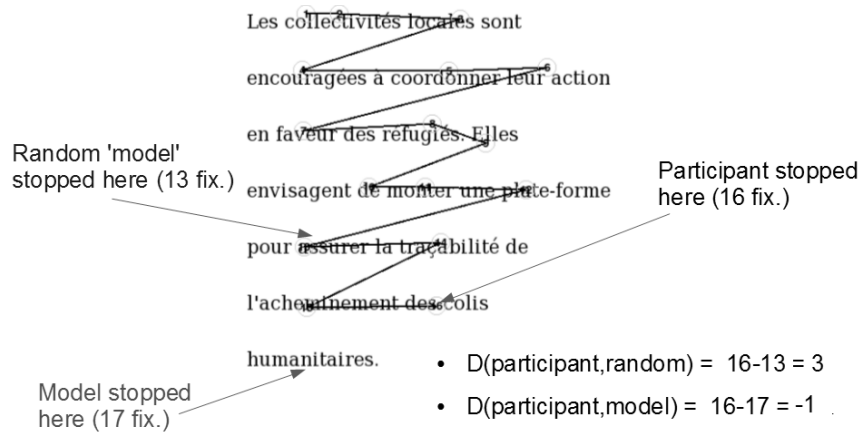 Les collectivités locales sont
encouragées à coordonner leur action
en faveur des réfugiés. Elles
envisagent de monter une plate-forme
pour assurer la traçabilité de
l'acheminement des colis
humanitaires.
Random 'model'
stopped here (13 fix.)
Participant stopped
here (16 fix.)
Model stopped
here (17 fix.)
• D(participant,random) = 16-13 = 3
• D(participant,model) = 16-17 = -1